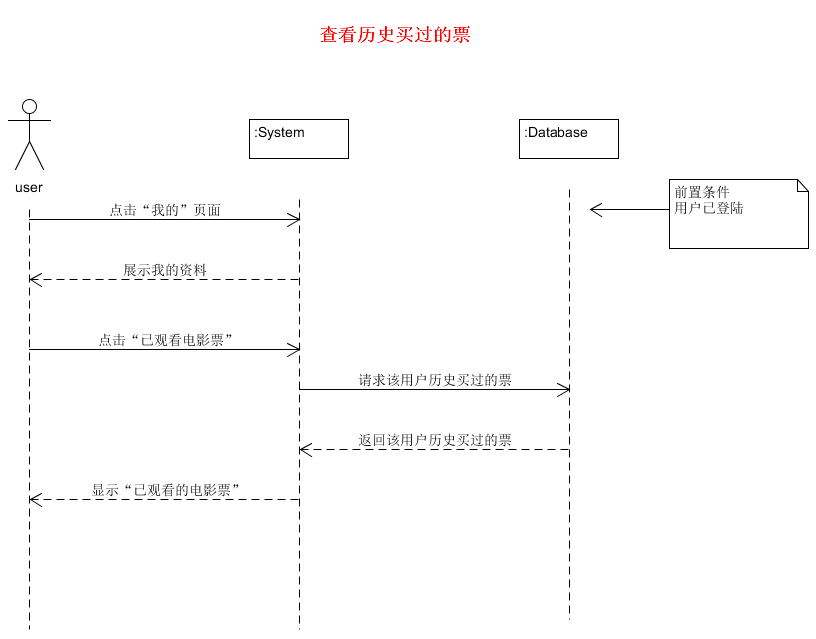 查看历史买过的票
:System
:Database
user
前置条件
用户已登陆
点击“我的”页面
展示我的资料
点击“已观看电影票”
请求该用户历史买过的票
返回该用户历史买过的票
显示“已观看的电影票”